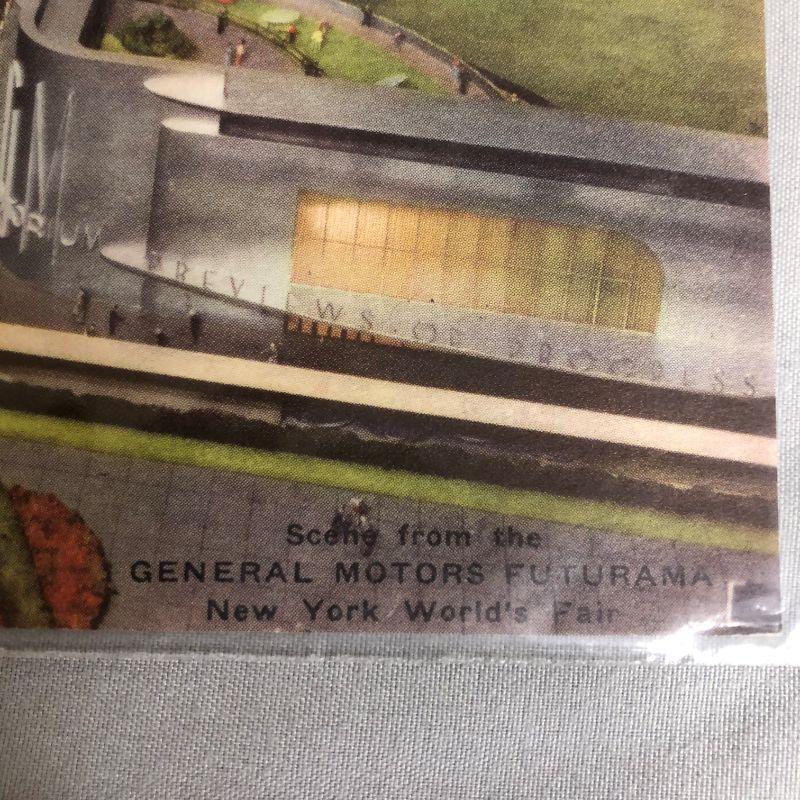 GM
PREVIEWS OF PROGRESS
Scene from the
GENERAL MOTORS FUTURAMA
New York World's Fair